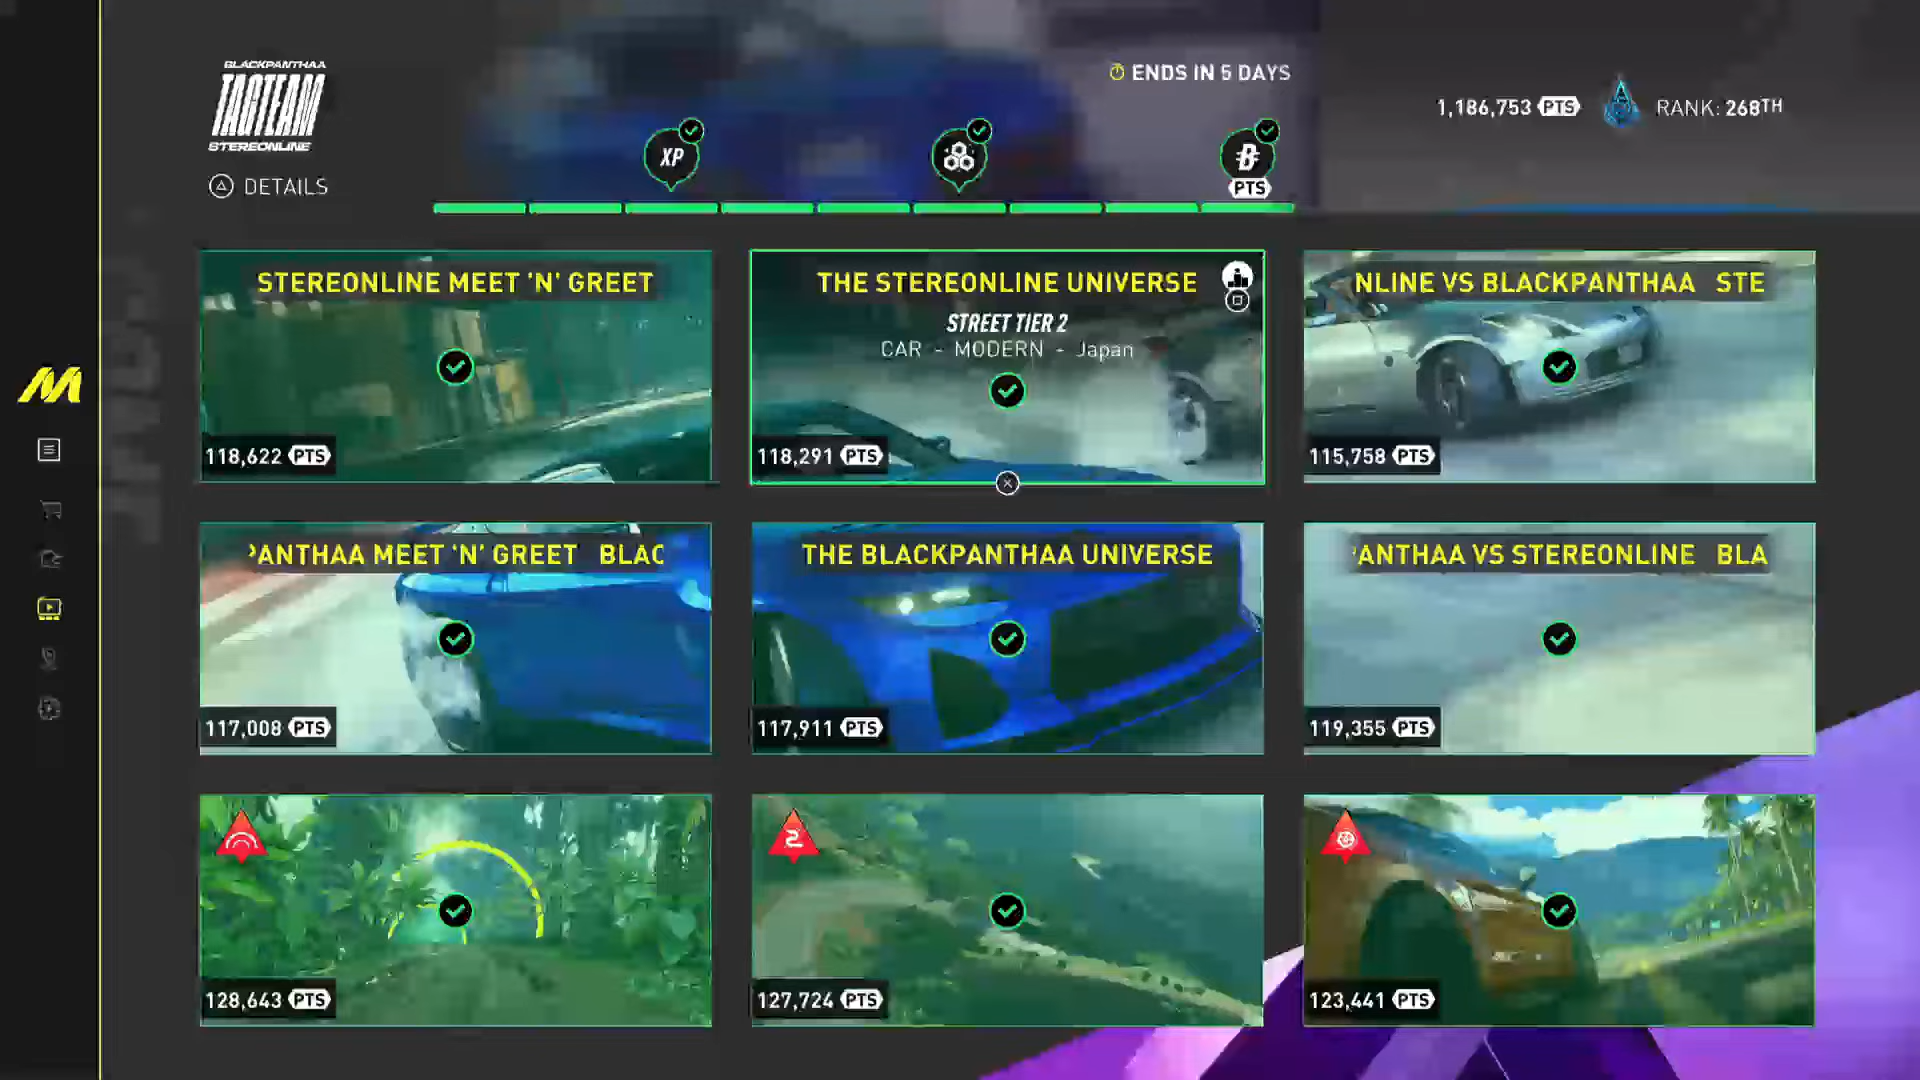 BLACKPANTHAA
TAGTEAM
STEREONLINE
DETAILS
ENDS IN 5 DAYS
1,186,753 PTS
RANK: 268TH
XP
PTS
STEREONLINE MEET 'N' GREET
118,622 PTS
THE STEREONLINE UNIVERSE
STREET TIER 2
CAR - MODERN - Japan
118,291 PTS
NLINE VS BLACKPANTHAA STE
115,758 PTS
PANTHAA MEET 'N' GREET BLAC
117,008 PTS
THE BLACKPANTHAA UNIVERSE
117,911 PTS
'ANTHAA VS STEREONLINE BLA
119,355 PTS
128,643 PTS
127,724 PTS
123,441 PTS